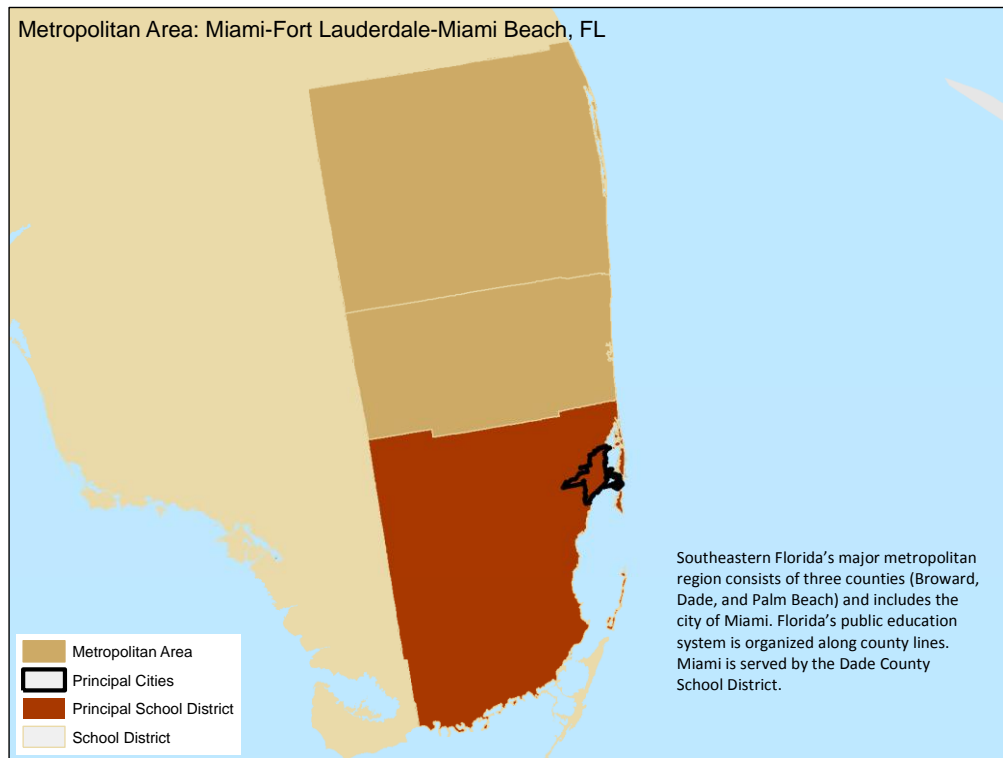 Metropolitan Area: Miami-Fort Lauderdale-Miami Beach, FL
Southeastern Florida’s major metropolitan
region consists of three counties (Broward,
Dade, and Palm Beach) and includes the
city of Miami. Florida’s public education
system is organized along county lines.
Miami is served by the Dade County
School District.
Metropolitan Area
Principal Cities
Principal School District
School District